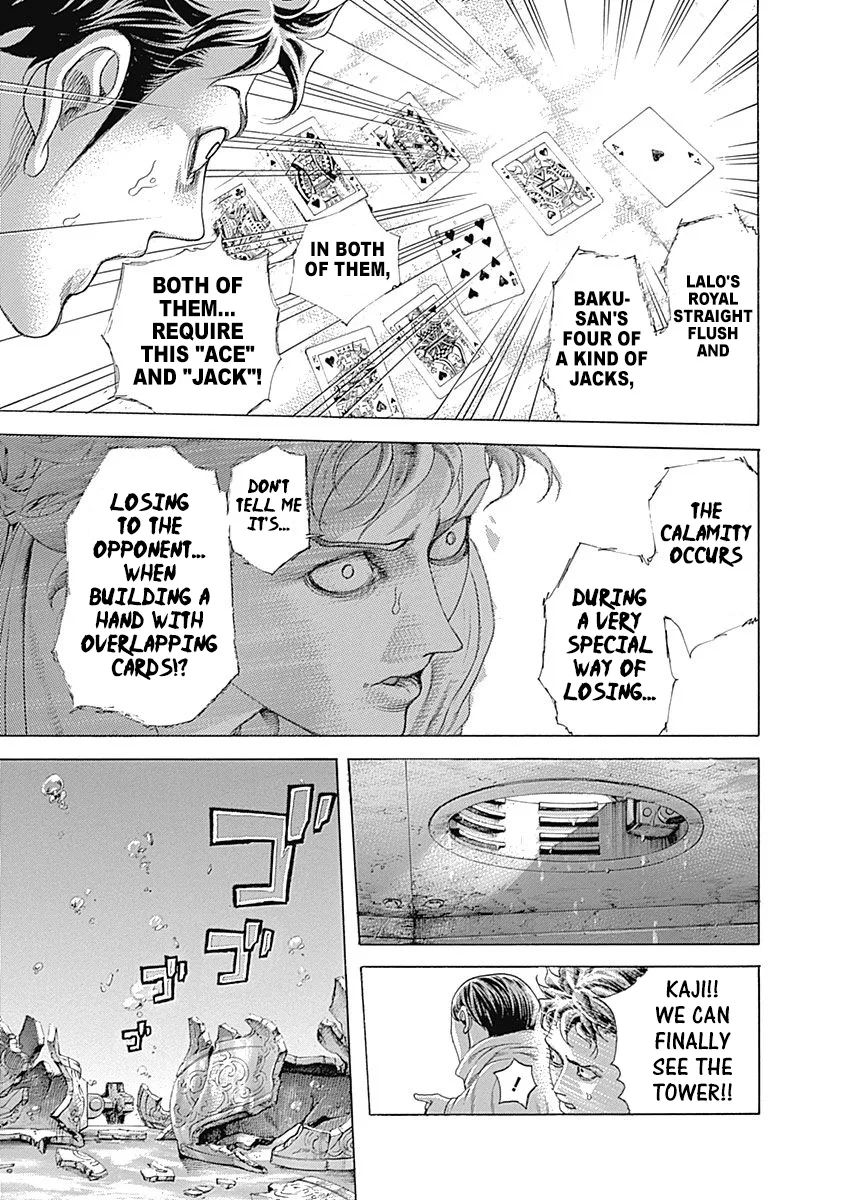 LALO'S
ROYAL
STRAIGHT
FLUSH
AND
BAKU-
SAN'S
FOUR OF
A KIND OF
JACKS,
IN BOTH
OF THEM,
BOTH OF
THEM...
REQUIRE
THIS "ACE"
AND "JACK"!
THE
CALAMITY
OCCURS
DURING
A VERY
SPECIAL
WAY OF
LOSING...
DON'T
TELL ME
IT'S...
LOSING
TO THE
OPPONENT...
WHEN
BUILDING A
HAND WITH
OVERLAPPING
CARDS!?
ゴゴゴ
KAJI!!
WE CAN
FINALLY
SEE THE
TOWER!!
!